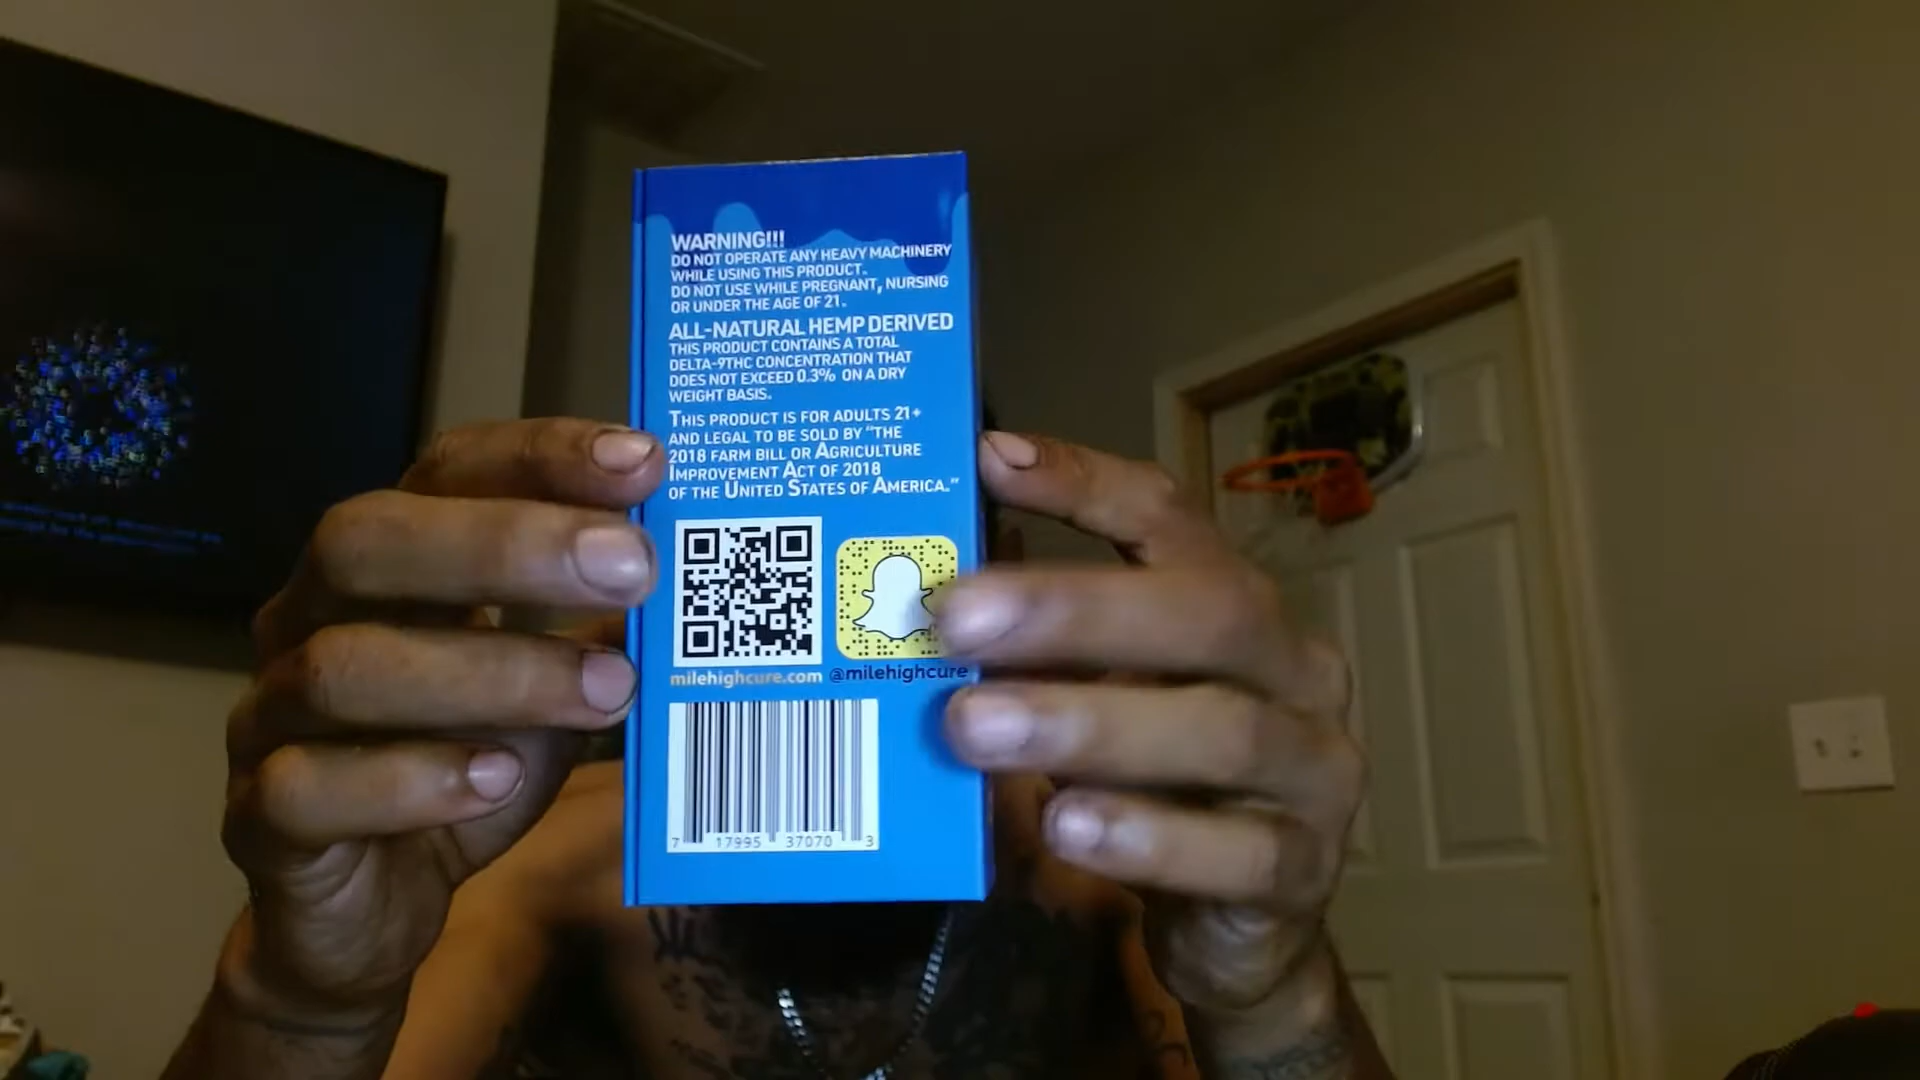 WARNING!!!
DO NOT OPERATE ANY HEAVY MACHINERY
WHILE USING THIS PRODUCT.
DO NOT USE WHILE PREGNANT, NURSING
OR UNDER THE AGE OF 21.
ALL-NATURAL HEMP DERIVED
THIS PRODUCT CONTAINS A TOTAL
DELTA-9THC CONCENTRATION THAT
DOES NOT EXCEED 0.3% ON A DRY
WEIGHT BASIS.
THIS PRODUCT IS FOR ADULTS 21+
AND LEGAL TO BE SOLD BY "THE
2018 FARM BILL OR AGRICULTURE
IMPROVEMENT ACT OF 2018
OF THE UNITED STATES OF AMERICA."
milehighcure.com @milehighcure
7 17995 37070 3